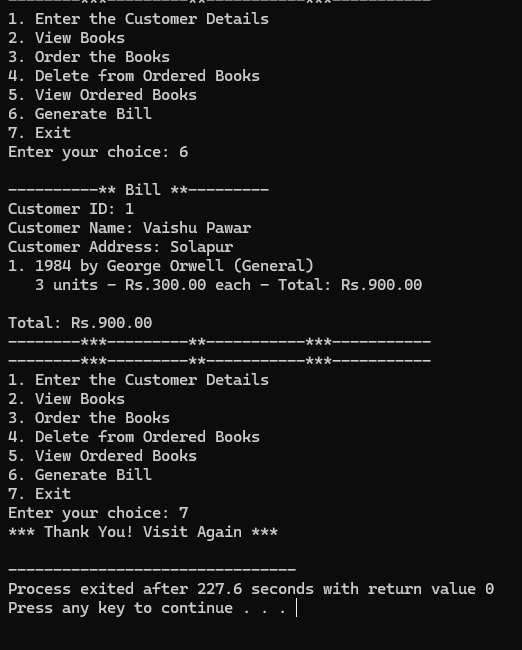 --------***---------**-----------***-----------
1. Enter the Customer Details
2. View Books
3. Order the Books
4. Delete from Ordered Books
5. View Ordered Books
6. Generate Bill
7. Exit
Enter your choice: 6
----------** Bill **---------
Customer ID: 1
Customer Name: Vaishu Pawar
Customer Address: Solapur
1. 1984 by George Orwell (General)
3 units - Rs.300.00 each - Total: Rs.900.00
Total: Rs.900.00
--------***---------**-----------***-----------
--------***---------**-----------***-----------
1. Enter the Customer Details
2. View Books
3. Order the Books
4. Delete from Ordered Books
5. View Ordered Books
6. Generate Bill
7. Exit
Enter your choice: 7
*** Thank You! Visit Again ***
--------------------------------
Process exited after 227.6 seconds with return value 0
Press any key to continue . . .